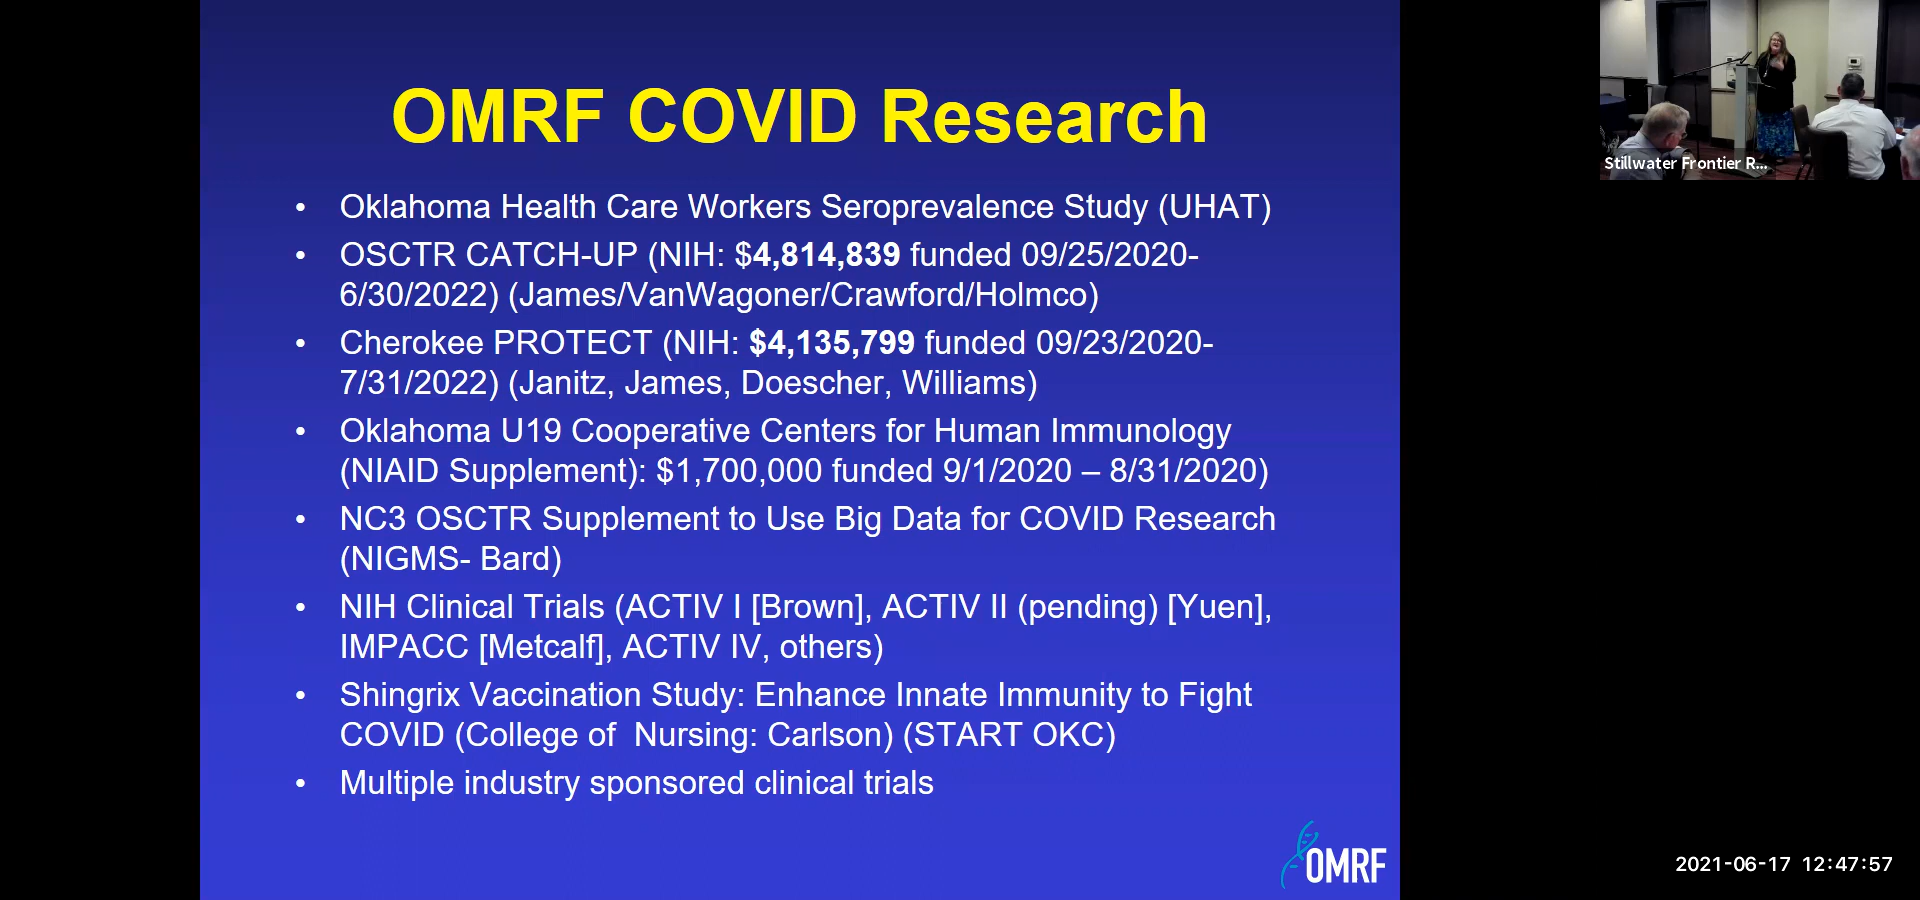 OMRF COVID Research
• Oklahoma Health Care Workers Seroprevalence Study (UHAT)
• OSCTR CATCH-UP (NIH: $4,814,839 funded 09/25/2020-
6/30/2022) (James/VanWagoner/Crawford/Holmco)
• Cherokee PROTECT (NIH: $4,135,799 funded 09/23/2020-
7/31/2022) (Janitz, James, Doescher, Williams)
• Oklahoma U19 Cooperative Centers for Human Immunology
(NIAID Supplement): $1,700,000 funded 9/1/2020 – 8/31/2020)
• NC3 OSCTR Supplement to Use Big Data for COVID Research
(NIGMS- Bard)
• NIH Clinical Trials (ACTIV I [Brown], ACTIV II (pending) [Yuen],
IMPACC [Metcalf], ACTIV IV, others)
• Shingrix Vaccination Study: Enhance Innate Immunity to Fight
COVID (College of  Nursing: Carlson) (START OKC)
• Multiple industry sponsored clinical trials
OMRF
Stillwater Frontier R...
2021-06-17 12:47:57